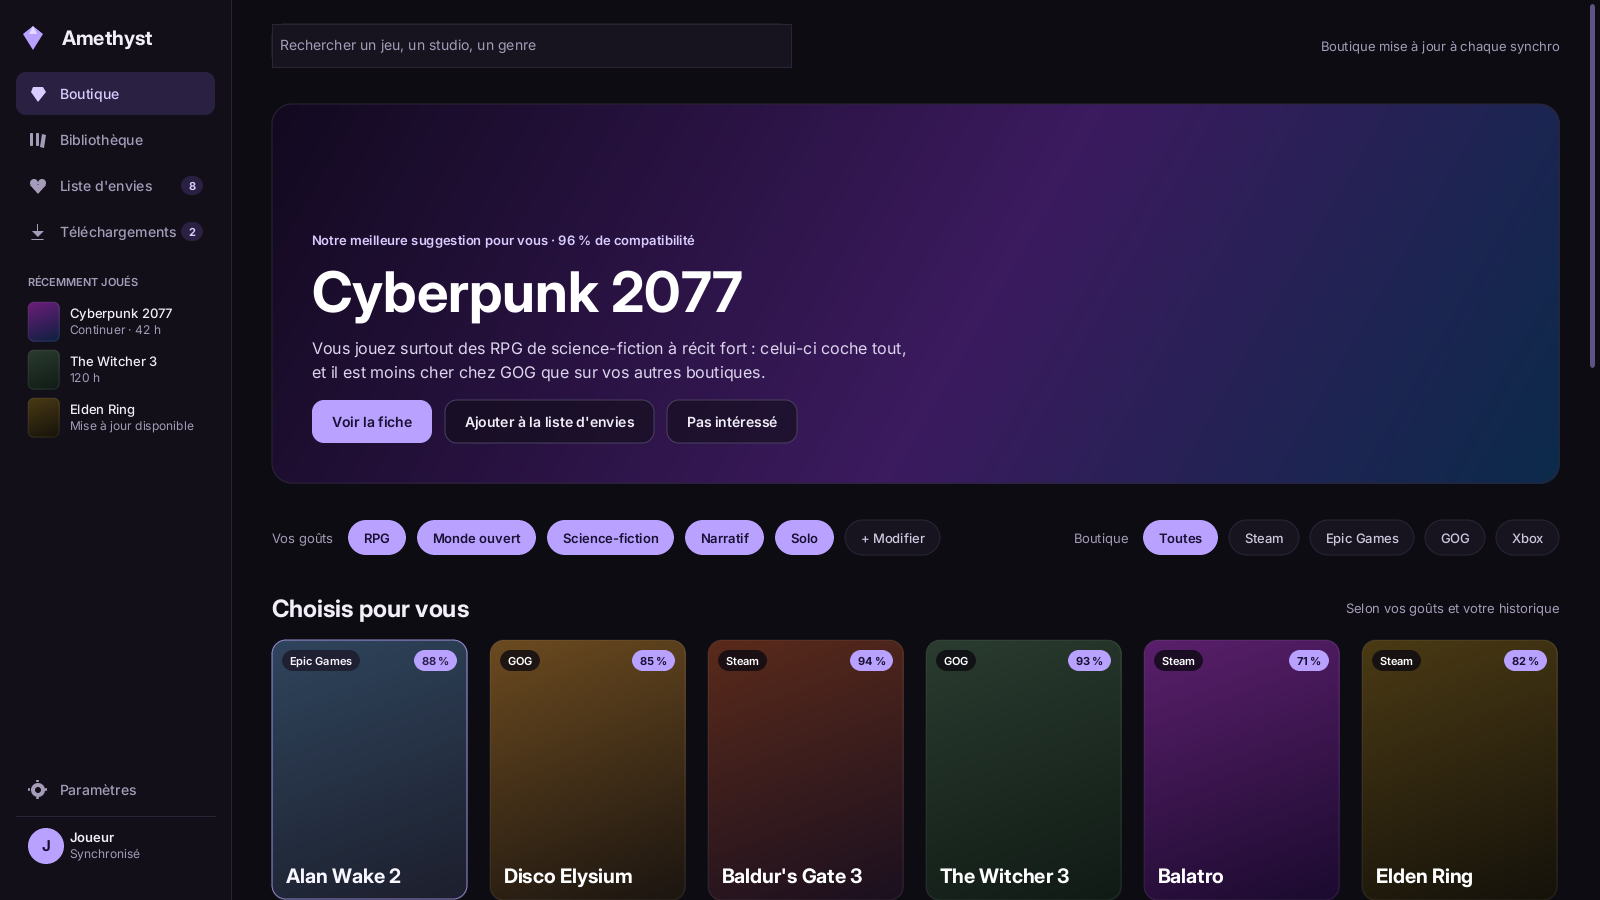 Amethyst
Boutique
Bibliothèque
Liste d'envies 8
Téléchargements 2
RÉCEMMENT JOUÉS
Cyberpunk 2077
Continuer · 42 h
The Witcher 3
120 h
Elden Ring
Mise à jour disponible
Paramètres
J
Joueur
Synchronisé
Rechercher un jeu, un studio, un genre
Boutique mise à jour à chaque synchro
Notre meilleure suggestion pour vous · 96 % de compatibilité
Cyberpunk 2077
Vous jouez surtout des RPG de science-fiction à récit fort : celui-ci coche tout,
et il est moins cher chez GOG que sur vos autres boutiques.
Voir la fiche Ajouter à la liste d'envies Pas intéressé
Vos goûts RPG Monde ouvert Science-fiction Narratif Solo + Modifier Boutique Toutes Steam Epic Games GOG Xbox
Choisis pour vous
Selon vos goûts et votre historique
Epic Games 88 % GOG 85 % Steam 94 % GOG 93 % Steam 71 % Steam 82 %
Alan Wake 2 Disco Elysium Baldur's Gate 3 The Witcher 3 Balatro Elden Ring